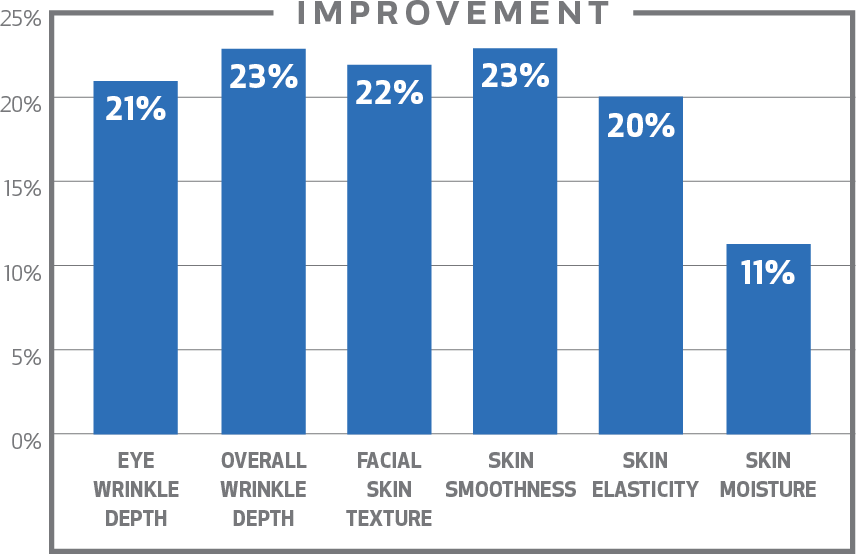 IMPROVEMENT
25%
20%
15%
10%
5%
0%
21%
23%
22%
23%
20%
11%
EYE
WRINKLE
DEPTH
OVERALL
WRINKLE
DEPTH
FACIAL
SKIN
TEXTURE
SKIN
SMOOTHNESS
SKIN
ELASTICITY
SKIN
MOISTURE